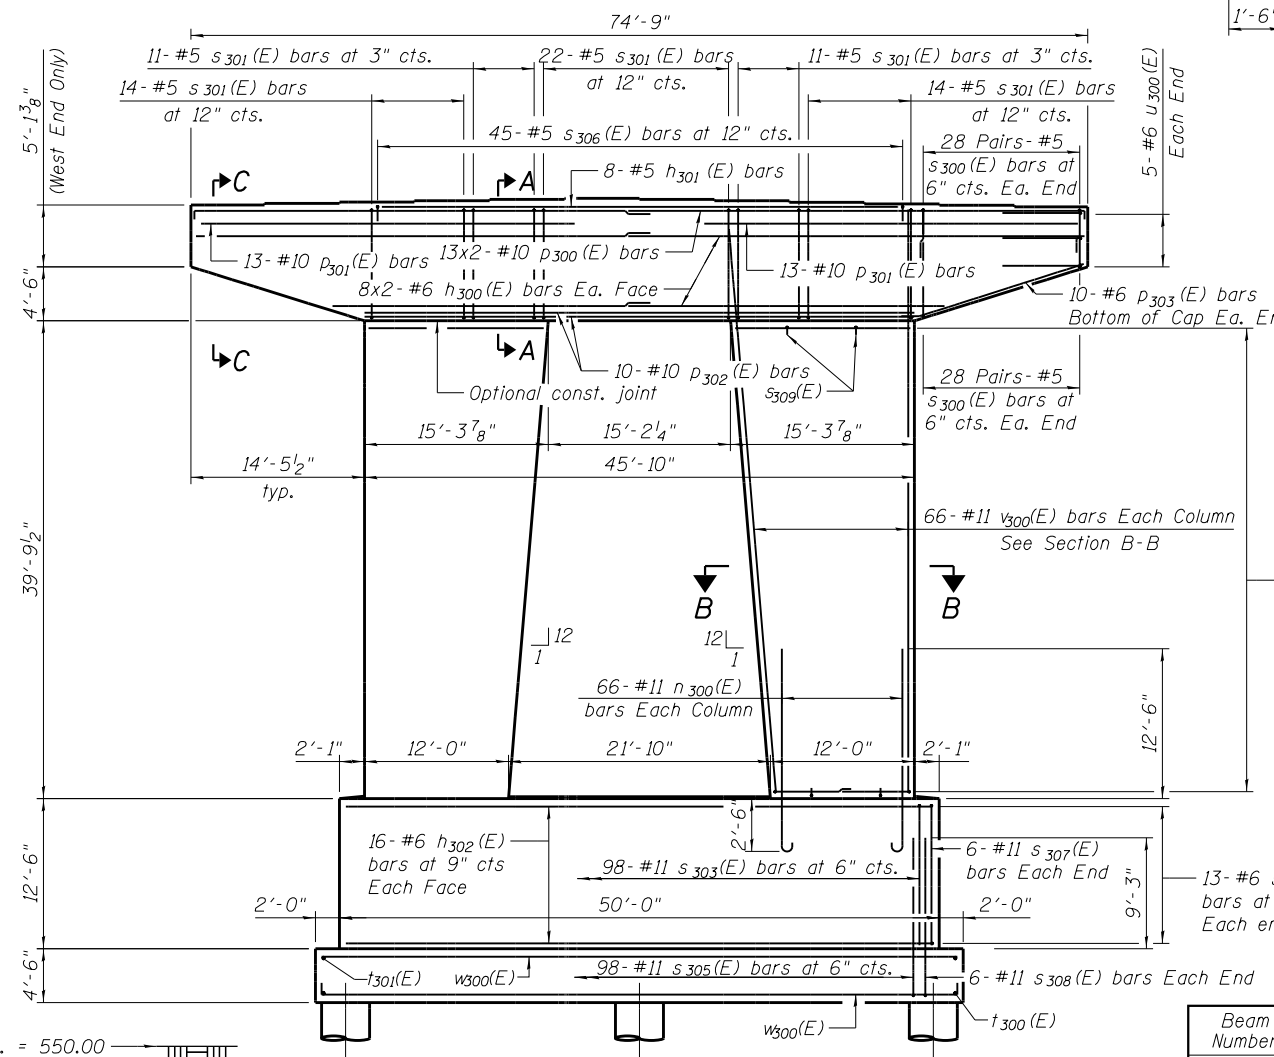 74'-9"
1'-6"
11-#5 s301(E) bars at 3" cts.
22-#5 s301(E) bars
at 12" cts.
11-#5 s301(E) bars at 3" cts.
14-#5 s301(E) bars
at 12" cts.
14-#5 s301(E) bars
at 12" cts.
45-#5 s306(E) bars at 12" cts.
28 Pairs-#5
s300(E) bars at
6" cts. Ea. End
5-#6 u300(E)
Each End
5'-1 3/8"
(West End Only)
8-#5 h301(E) bars
C
A
13-#10 p301(E) bars
13x2-#10 p300(E) bars
13-#10 p301(E) bars
8x2-#6 h300(E) bars Ea. Face
10-#6 p303(E) bars
Bottom of Cap Ea. En
4'-6"
C
A
10-#10 p302(E) bars
Optional const. joint
s309(E)
28 Pairs-#5
s300(E) bars at
6" cts. Ea. End
15'-3 7/8"
15'-2 1/4"
15'-3 7/8"
14'-5 1/2"
typ.
45'-10"
39'-9 1/2"
66-#11 v300(E) bars Each Column
See Section B-B
B
B
12
1
12
1
66-#11 n300(E)
bars Each Column
12'-6"
2'-1"
12'-0"
21'-10"
12'-0"
2'-1"
2'-6"
16-#6 h302(E)
bars at 9" cts
Each Face
6-#11 s307(E)
bars Each End
98-#11 s303(E) bars at 6" cts.
12'-6"
9'-3"
13-#6
bars at
Each en
2'-0"
50'-0"
2'-0"
4'-6"
t301(E)
w300(E)
98-#11 s305(E) bars at 6" cts.
6-#11 s308(E) bars Each End
w300(E)
t300(E)
. = 550.00
Beam
Number